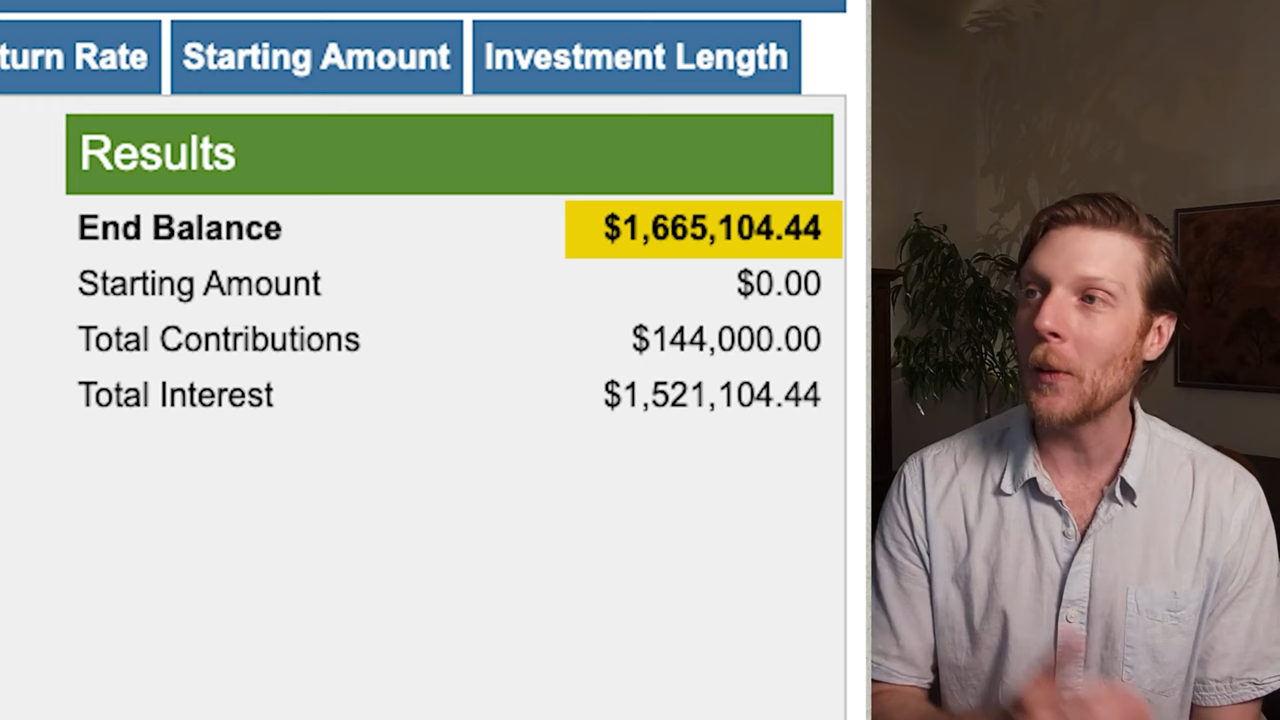 turn Rate
Starting Amount
Investment Length
Results
End Balance $1,665,104.44
Starting Amount $0.00
Total Contributions $144,000.00
Total Interest $1,521,104.44